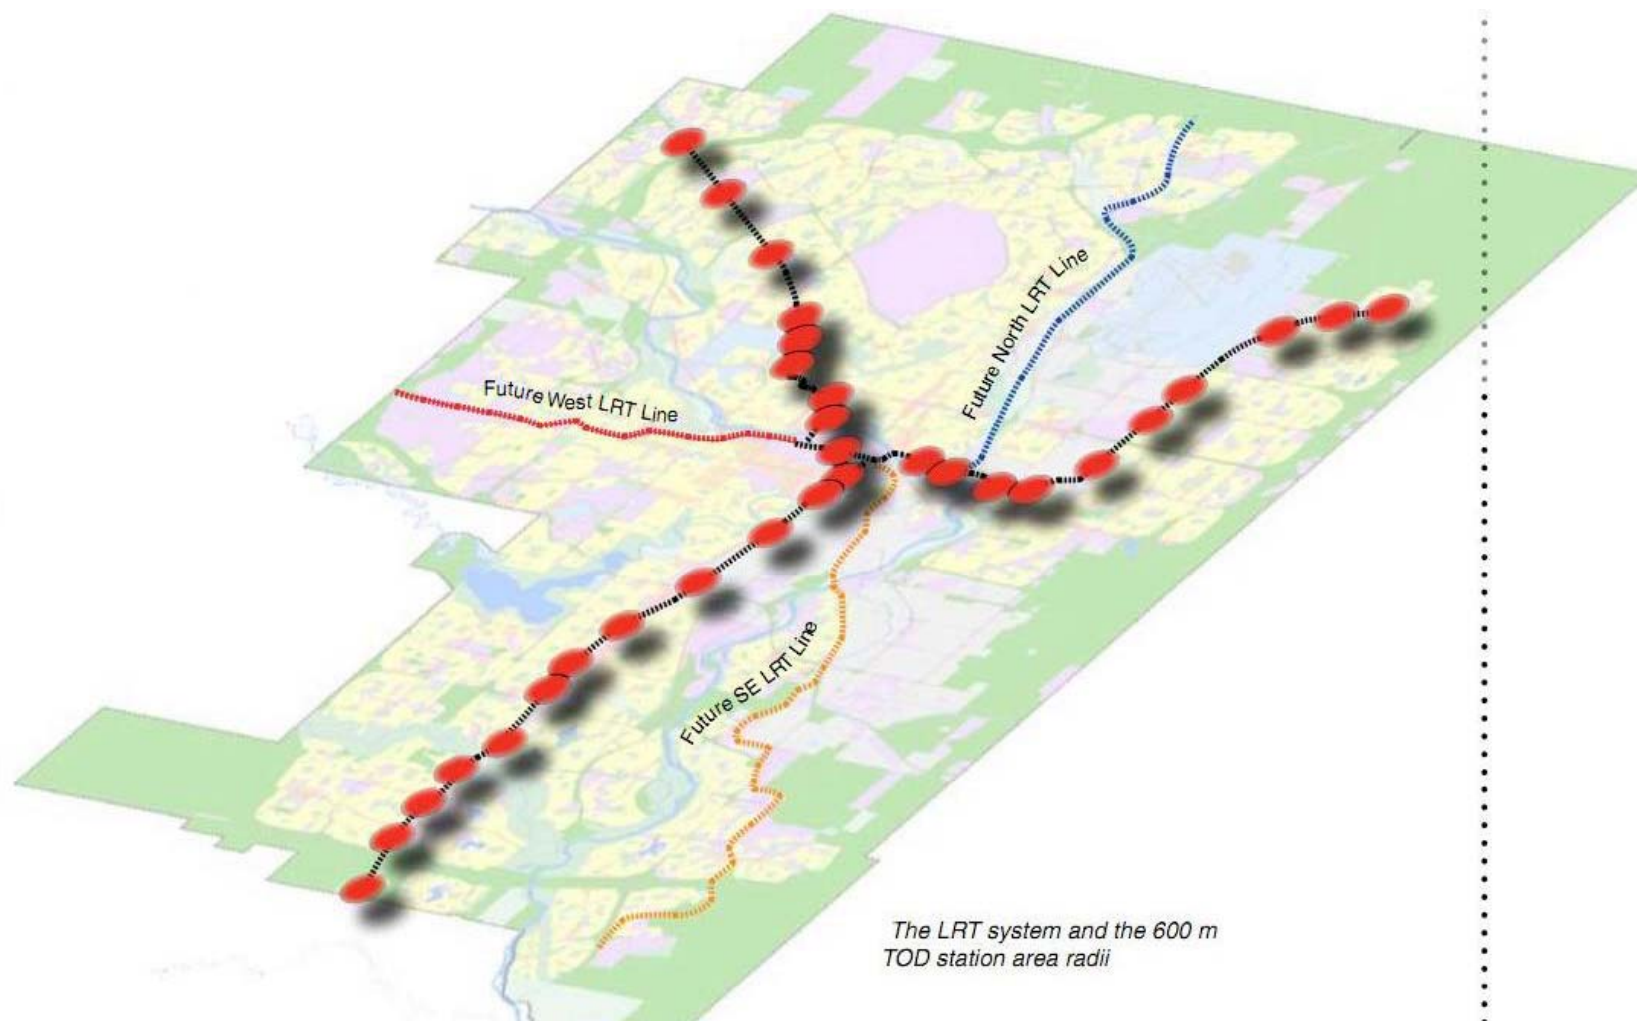 Future North LRT Line
Future West LRT Line
Future SE LRT Line
The LRT system and the 600 m
TOD station area radii